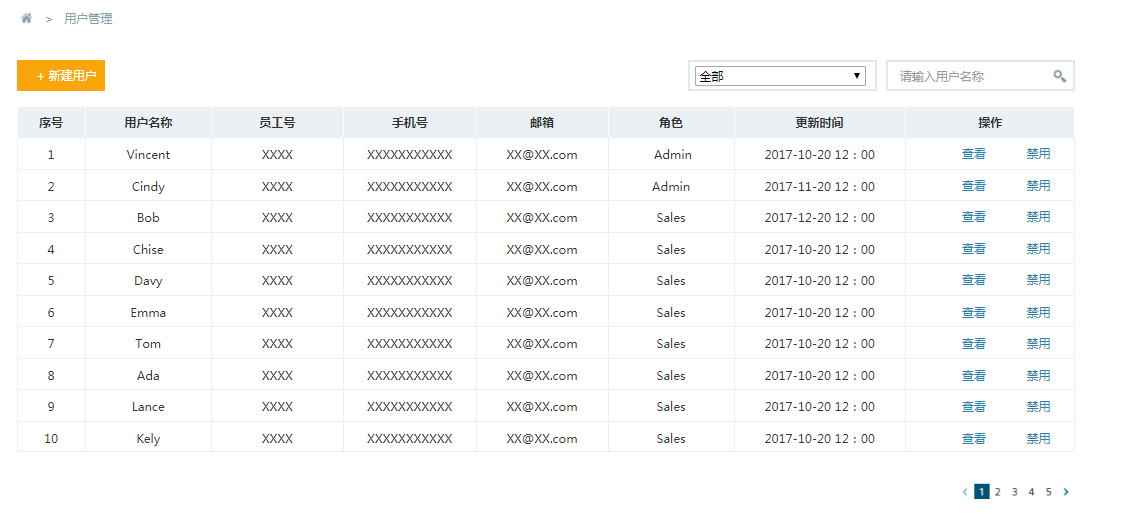 > 用户管理
+ 新建用户 全部 请输入用户名称
序号 用户名称 员工号 手机号 邮箱 角色 更新时间 操作
1 Vincent XXXX XXXXXXXXXXX XX@XX.com Admin 2017-10-20 12：00 查看 禁用
2 Cindy XXXX XXXXXXXXXXX XX@XX.com Admin 2017-11-20 12：00 查看 禁用
3 Bob XXXX XXXXXXXXXXX XX@XX.com Sales 2017-12-20 12：00 查看 禁用
4 Chise XXXX XXXXXXXXXXX XX@XX.com Sales 2017-10-20 12：00 查看 禁用
5 Davy XXXX XXXXXXXXXXX XX@XX.com Sales 2017-10-20 12：00 查看 禁用
6 Emma XXXX XXXXXXXXXXX XX@XX.com Sales 2017-10-20 12：00 查看 禁用
7 Tom XXXX XXXXXXXXXXX XX@XX.com Sales 2017-10-20 12：00 查看 禁用
8 Ada XXXX XXXXXXXXXXX XX@XX.com Sales 2017-10-20 12：00 查看 禁用
9 Lance XXXX XXXXXXXXXXX XX@XX.com Sales 2017-10-20 12：00 查看 禁用
10 Kely XXXX XXXXXXXXXXX XX@XX.com Sales 2017-10-20 12：00 查看 禁用
< 1 2 3 4 5 >